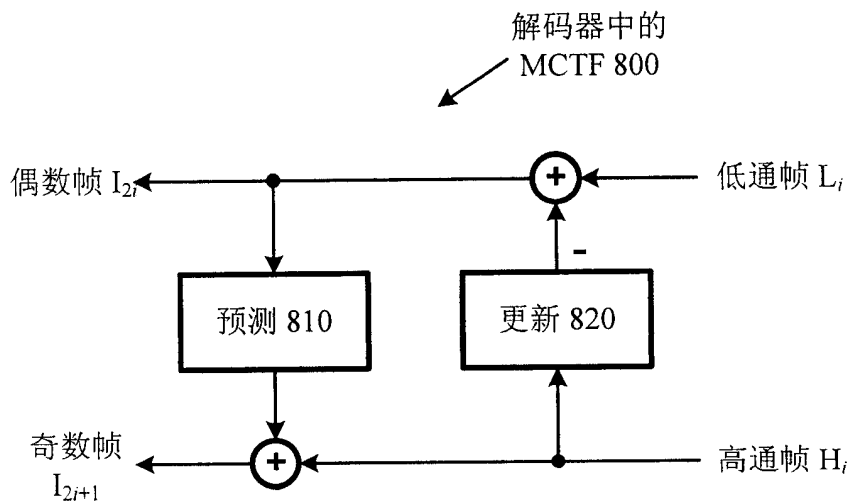 解码器中的
MCTF 800
偶数帧 I2i
+
低通帧 Li
-
预测 810
更新 820
奇数帧
I2i+1
+
高通帧 Hi